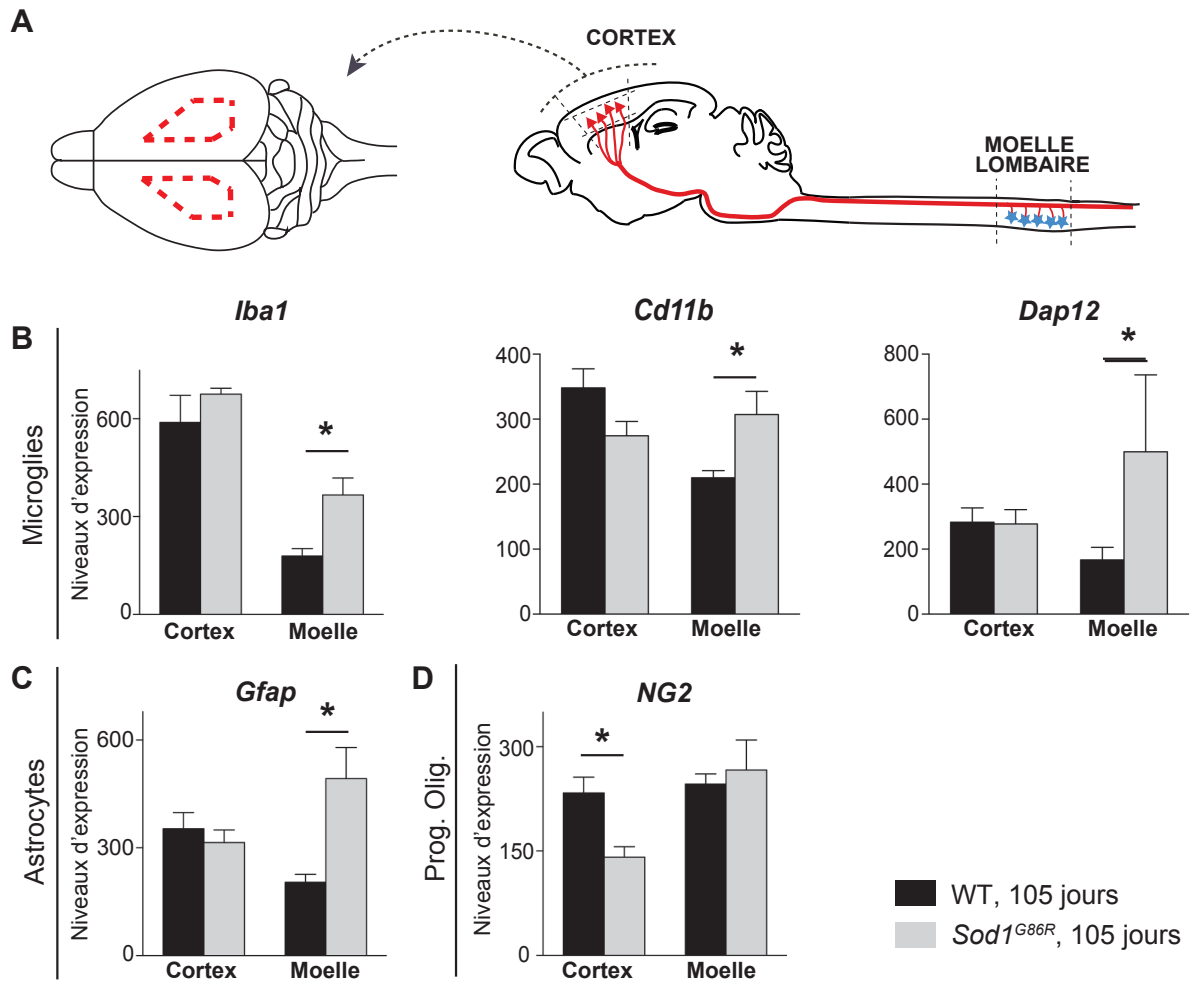 A
CORTEX
MOELLE
LOMBAIRE
B
Microglies
Iba1
Niveaux d'expression
600
300
0
*
Cortex
Moelle
Cd11b
400
300
200
100
0
*
Cortex
Moelle
Dap12
800
600
400
200
0
*
Cortex
Moelle
C
Astrocytes
Gfap
Niveaux d'expression
600
300
0
*
Cortex
Moelle
D
Prog. Olig.
NG2
Niveaux d'expression
300
150
0
*
Cortex
Moelle
WT, 105 jours
Sod1G86R, 105 jours